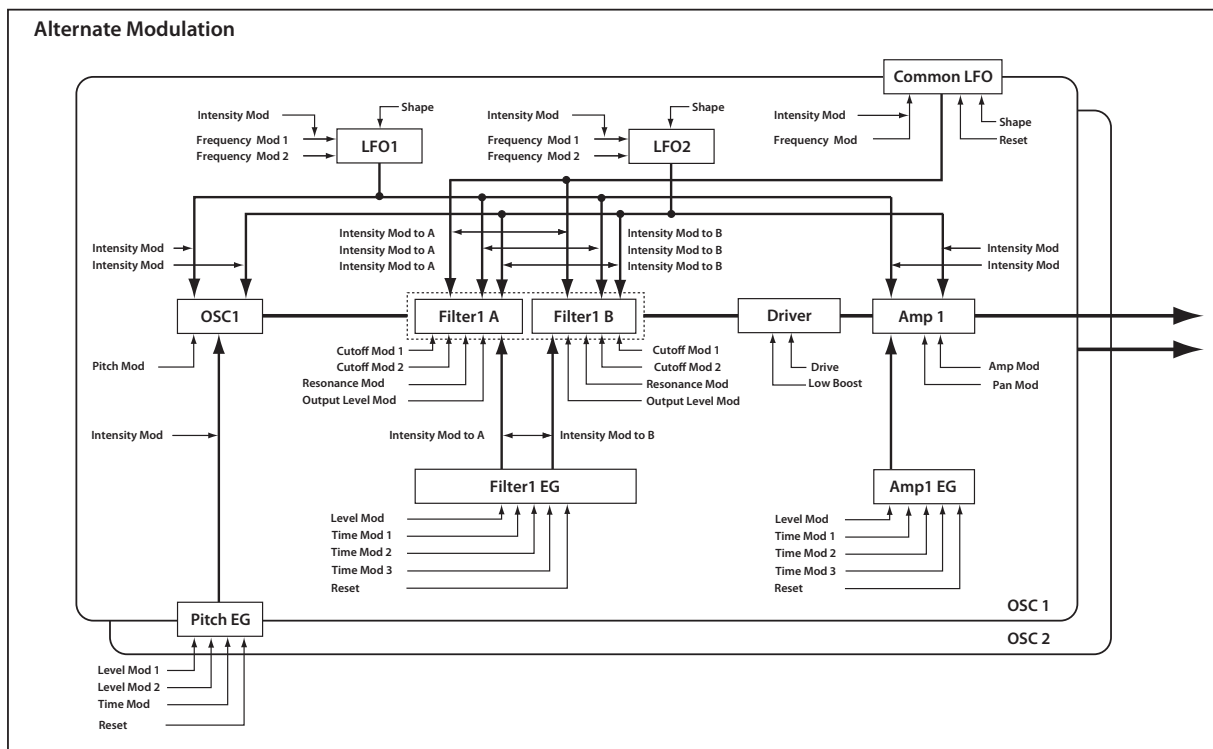 Alternate Modulation
Common LFO
Intensity Mod
Shape
Intensity Mod
Shape
Intensity Mod
Shape
Frequency Mod 1
LFO1
Frequency Mod 1
LFO2
Frequency Mod
Reset
Frequency Mod 2
Frequency Mod 2
Intensity Mod to A
Intensity Mod to B
Intensity Mod
Intensity Mod to A
Intensity Mod to B
Intensity Mod
Intensity Mod
Intensity Mod to A
Intensity Mod to B
Intensity Mod
OSC1
Filter1 A
Filter1 B
Driver
Amp 1
Cutoff Mod 1
Cutoff Mod 1
Pitch Mod
Cutoff Mod 2
Cutoff Mod 2
Drive
Amp Mod
Resonance Mod
Resonance Mod
Low Boost
Pan Mod
Output Level Mod
Output Level Mod
Intensity Mod
Intensity Mod to A
Intensity Mod to B
Filter1 EG
Amp1 EG
Level Mod
Level Mod
Time Mod 1
Time Mod 1
Time Mod 2
Time Mod 2
Time Mod 3
Time Mod 3
Reset
Reset
OSC 1
Pitch EG
OSC 2
Level Mod 1
Level Mod 2
Time Mod
Reset